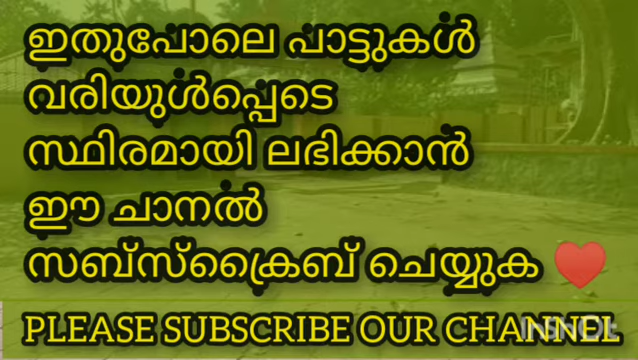 ഇതുപോലെ പാട്ടുകൾ
വരിയുൾപ്പെടെ
സ്ഥിരമായി ലഭിക്കാൻ
ഈ ചാനൽ
സബ്സ്ക്രൈബ് ചെയ്യുക ♥
PLEASE SUBSCRIBE OUR CHANNEL